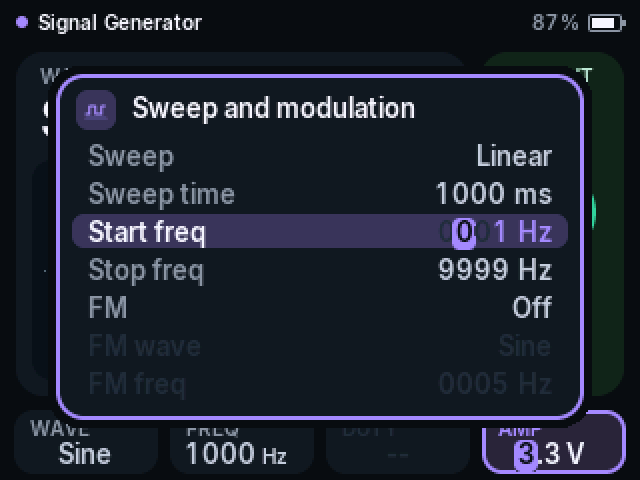 Signal Generator
87%
Sweep and modulation
Sweep Linear
Sweep time 1000 ms
Start freq 0001 Hz
Stop freq 9999 Hz
FM Off
FM wave Sine
FM freq 0005 Hz
WAVE FREQ DUTY AMP
Sine 1000 Hz -- 3.3 V